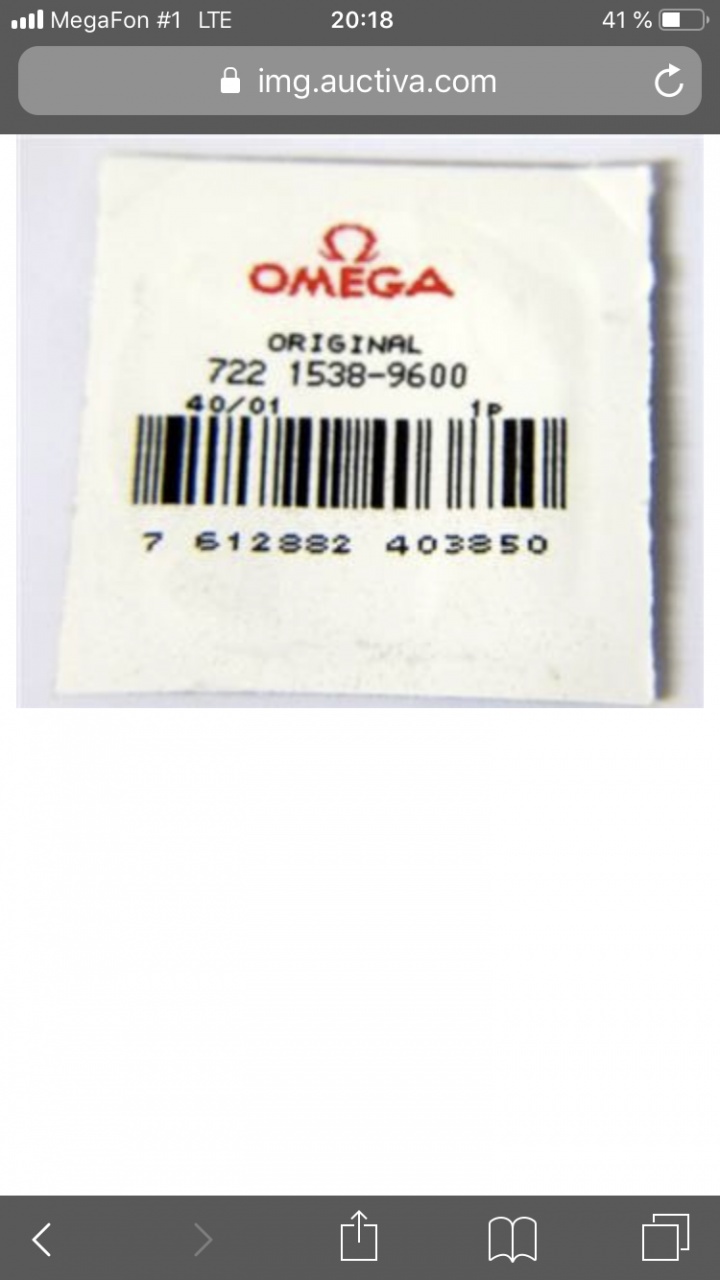 MegaFon #1 LTE 20:18 41 %
img.auctiva.com
Ω
OMEGA
ORIGINAL
722 1538-9600
40/01 1P
7 612882 403850